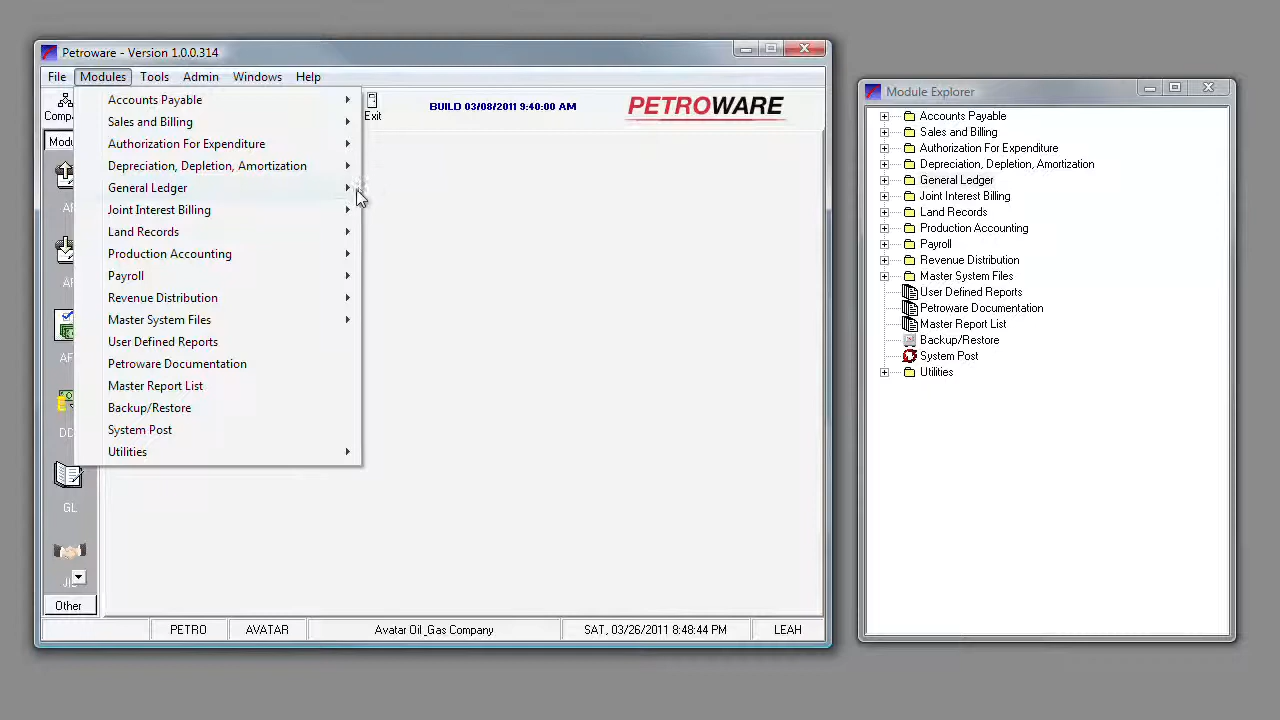 Petroware - Version 1.0.0.314
File Modules Tools Admin Windows Help
Exit
BUILD 03/08/2011 9:40:00 AM
PETROWARE
Accounts Payable
Sales and Billing
Authorization For Expenditure
Depreciation, Depletion, Amortization
General Ledger
Joint Interest Billing
Land Records
Production Accounting
Payroll
Revenue Distribution
Master System Files
User Defined Reports
Petroware Documentation
Master Report List
Backup/Restore
System Post
Utilities
GL
Other
PETRO AVATAR Avatar Oil_Gas Company SAT, 03/26/2011 8:48:44 PM LEAH
Module Explorer
Accounts Payable
Sales and Billing
Authorization For Expenditure
Depreciation, Depletion, Amortization
General Ledger
Joint Interest Billing
Land Records
Production Accounting
Payroll
Revenue Distribution
Master System Files
User Defined Reports
Petroware Documentation
Master Report List
Backup/Restore
System Post
Utilities